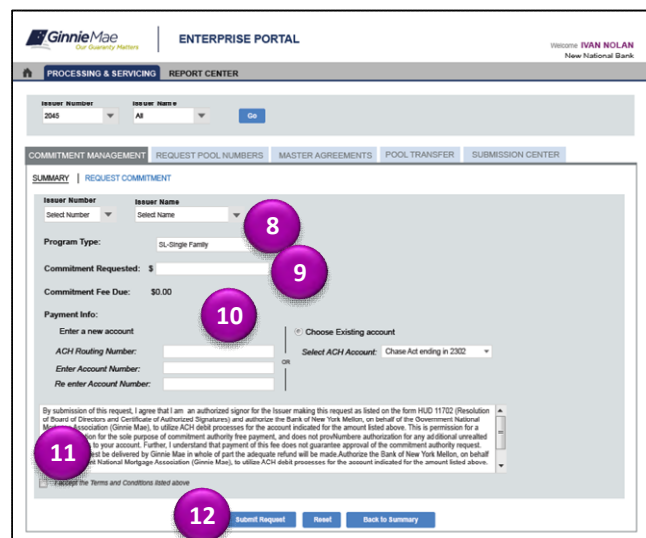 GinnieMae
Our Guaranty Matters
ENTERPRISE PORTAL
Welcome IVAN NOLAN
New National Bank
PROCESSING & SERVICING REPORT CENTER
Issuer Number Issuer Name
2045 All Go
COMMITMENT MANAGEMENT REQUEST POOL NUMBERS MASTER AGREEMENTS POOL TRANSFER SUBMISSION CENTER
SUMMARY | REQUEST COMMITMENT
Issuer Number Issuer Name
Select Number Select Name
8
Program Type: SL-Single Family
9
Commitment Requested: $
Commitment Fee Due: $0.00
10
Payment Info:
Enter a new account Choose Existing account
ACH Routing Number: OR Select ACH Account: Chase Act ending in 2302
Enter Account Number:
Re enter Account Number:
By submission of this request, I agree that I am an authorized signor for the Issuer making this request as listed on the form HUD 11702 (Resolution
of Board of Directors and Certificate of Authorized Signatures) and authorize the Bank of New York Mellon, on behalf of the Government National
Mortgage Association (Ginnie Mae), to utilize ACH debit processes for the account indicated for the amount listed above. This is permission for a
for the sole purpose of commitment authority free payment, and does not provNumbere authorization for any additional unrealted
to your account. Further, I understand that payment of this fee does not guarantee approval of the commitment authority request.
be delivered by Ginnie Mae in whole of part the adequate refund will be made.Authorize the Bank of New York Mellon, on behalf
National Mortgage Association (Ginnie Mae), to utilize ACH debit processes for the account indicated for the amount listed above.
11
I accept the Terms and Conditions listed above
12
Submit Request Reset Back to Summary